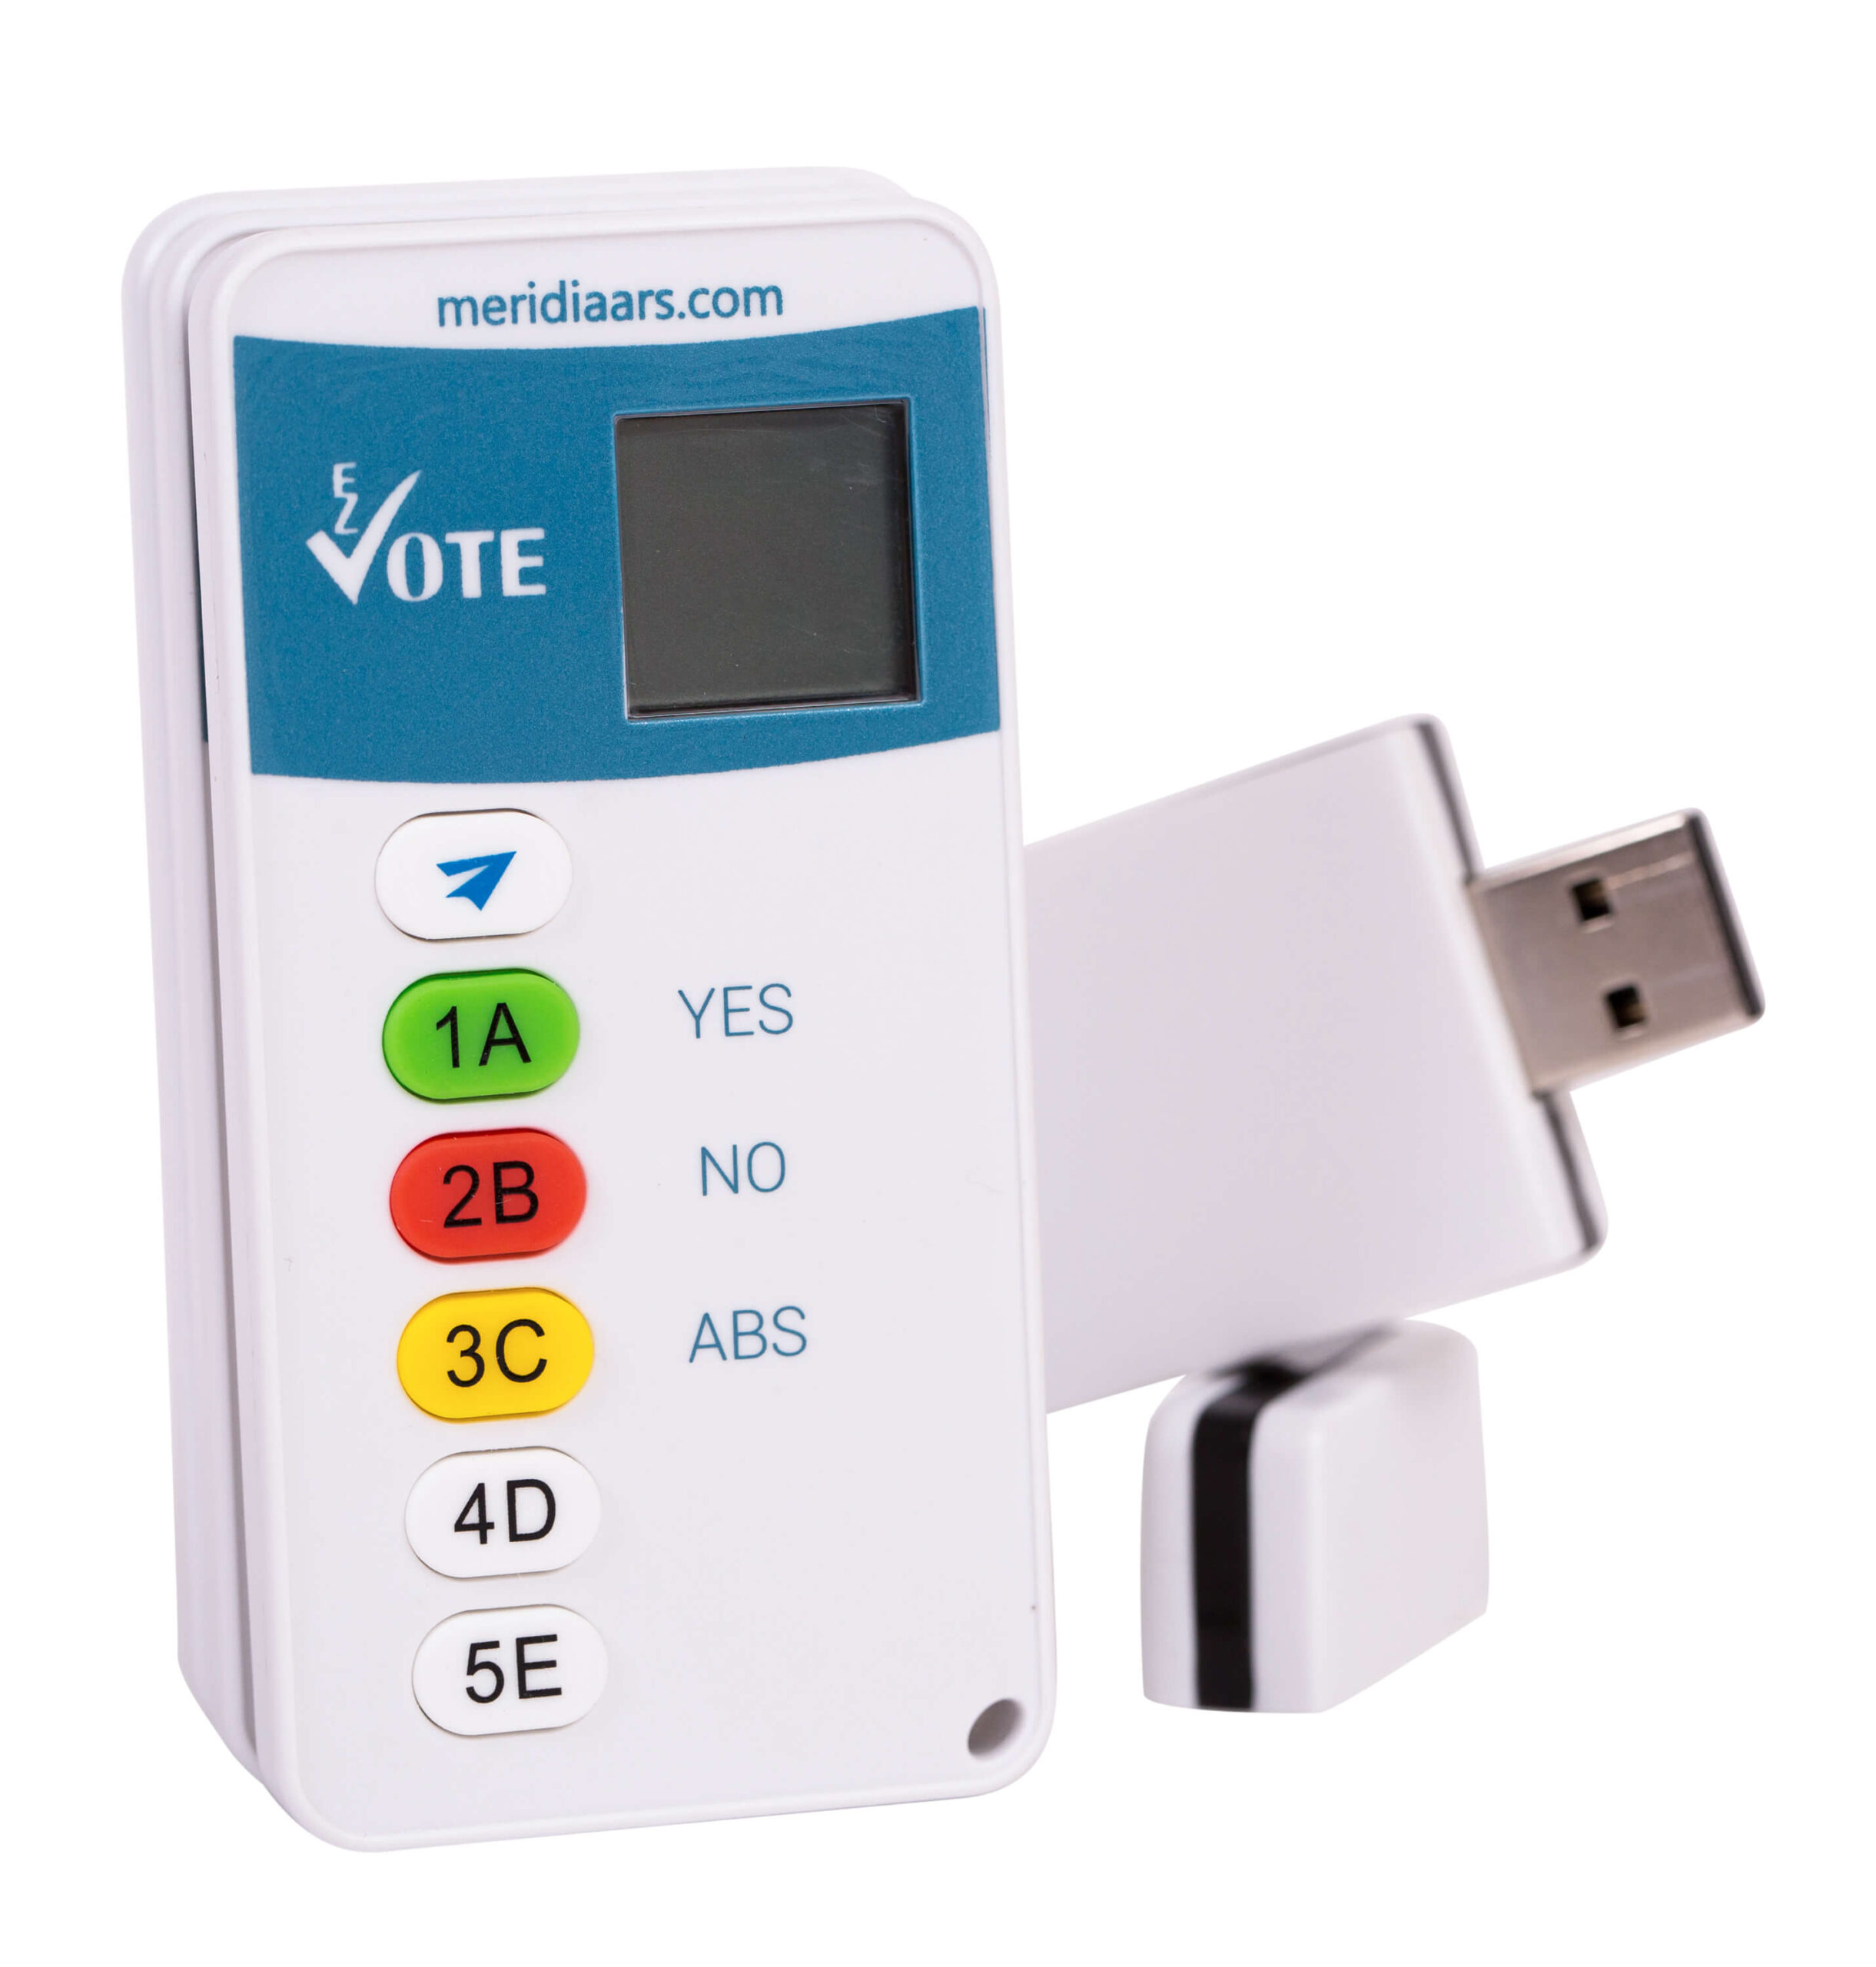 meridiaars.com
EZ VOTE
1A YES
2B NO
3C ABS
4D
5E